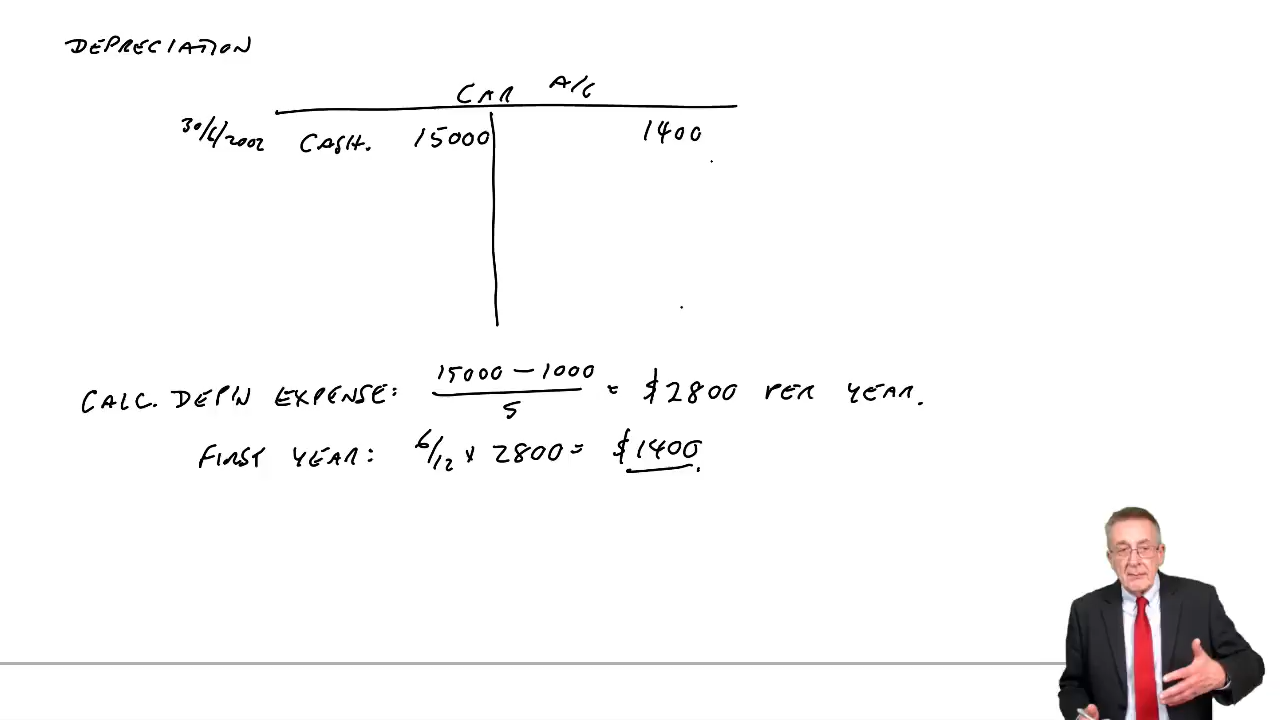 DEPRECIATION
CAR A/C
30/6/2002 CASH. 15000 1400
CALC. DEP'N EXPENSE: 15000 - 1000 / 5 = $2800 PER YEAR.
FIRST YEAR: 6/12 x 2800 = $1400.